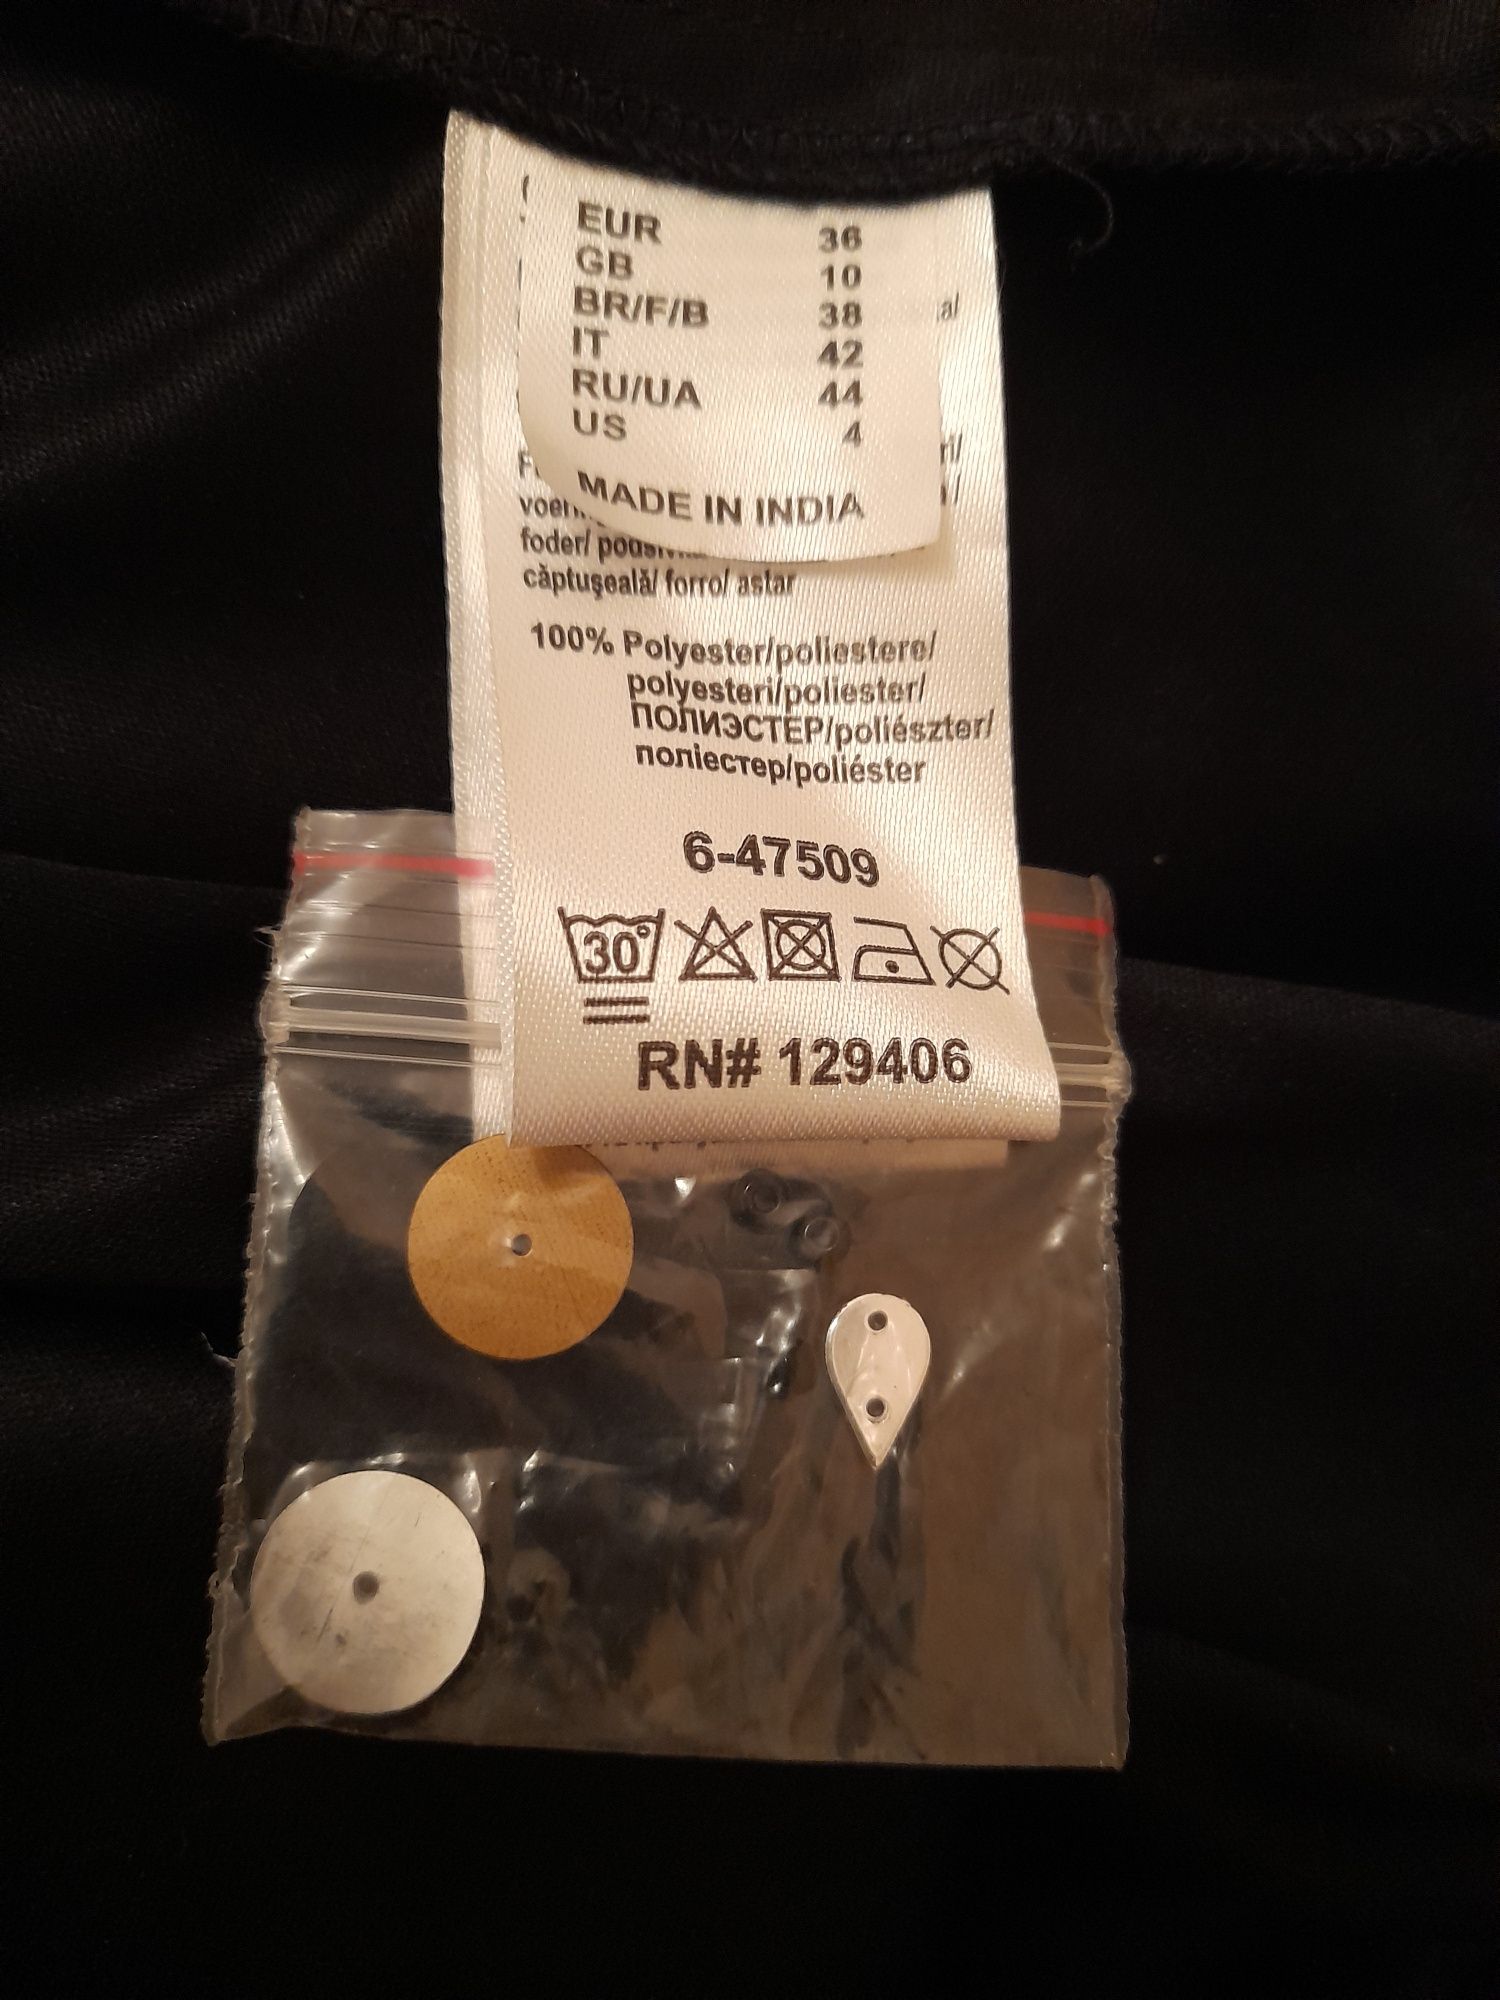 EUR 36
GB 10
BR/F/B 38
IT 42
RU/UA 44
US 4
MADE IN INDIA
foder/
căptuşeală/ forro/ astar
100% Polyester/poliestere/
polyesteri/poliester/
ПОЛИЭСТЕР/poliészter/
поліестер/poliéster
6-47509
30°
RN# 129406